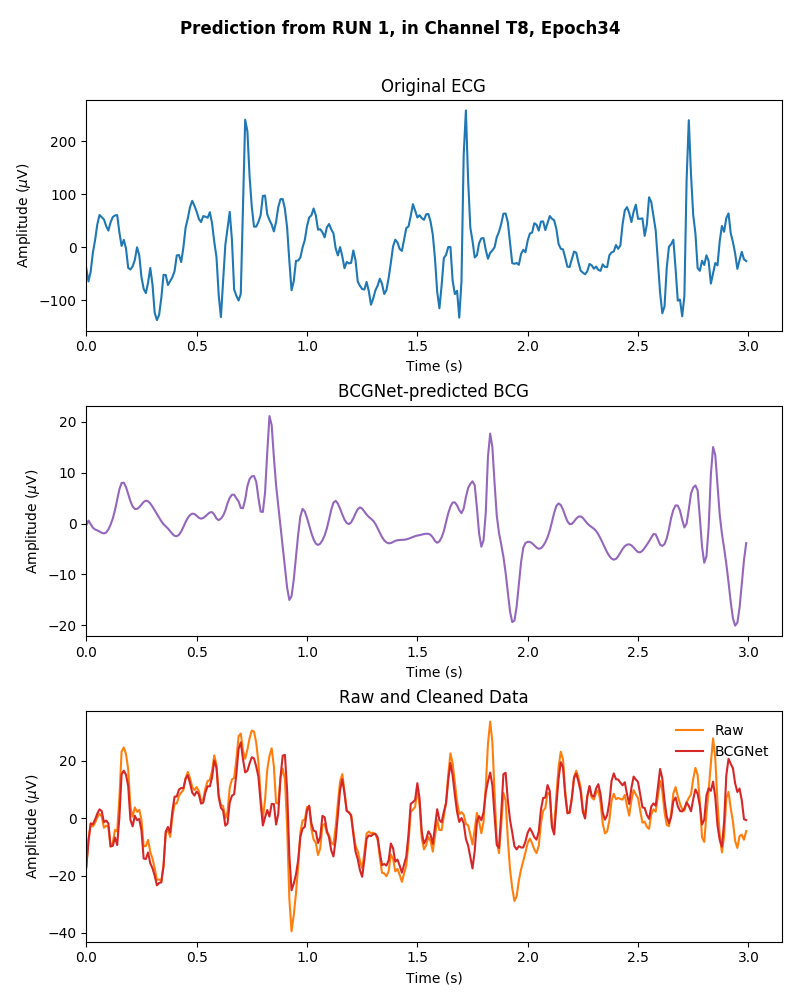 Prediction from RUN 1, in Channel T8, Epoch34
Original ECG
Amplitude (μV)
200
100
0
−100
0.0 0.5 1.0 1.5 2.0 2.5 3.0
Time (s)
BCGNet-predicted BCG
Amplitude (μV)
20
10
0
−10
−20
0.0 0.5 1.0 1.5 2.0 2.5 3.0
Time (s)
Raw and Cleaned Data
Amplitude (μV)
20
0
−20
−40
Raw
BCGNet
0.0 0.5 1.0 1.5 2.0 2.5 3.0
Time (s)